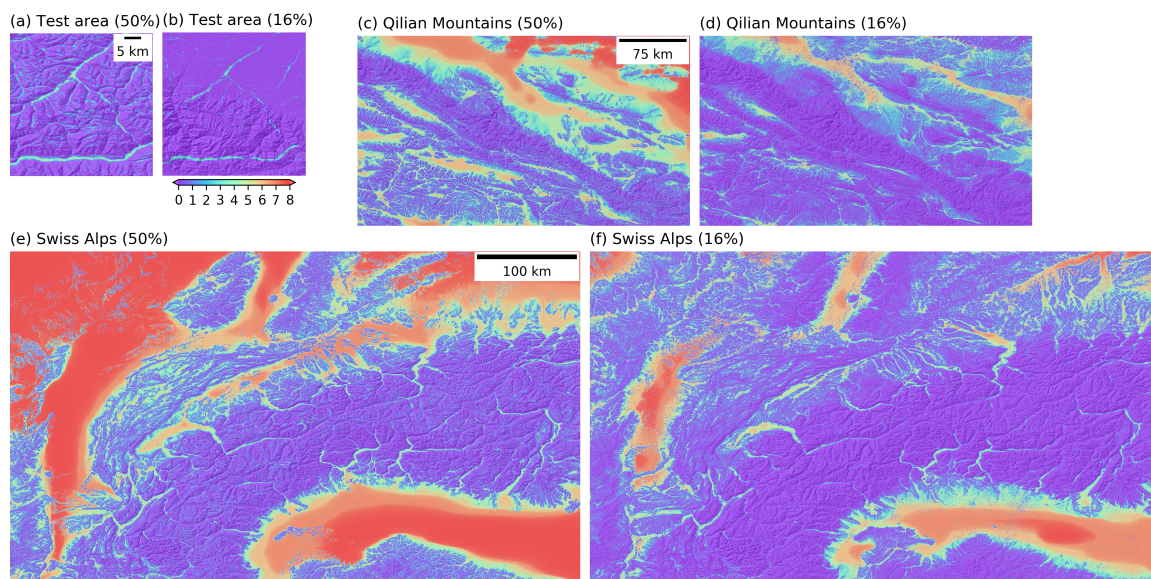 (a) Test area (50%)
5 km
(b) Test area (16%)
(c) Qilian Mountains (50%)
75 km
(d) Qilian Mountains (16%)
0 1 2 3 4 5 6 7 8
(e) Swiss Alps (50%)
100 km
(f) Swiss Alps (16%)